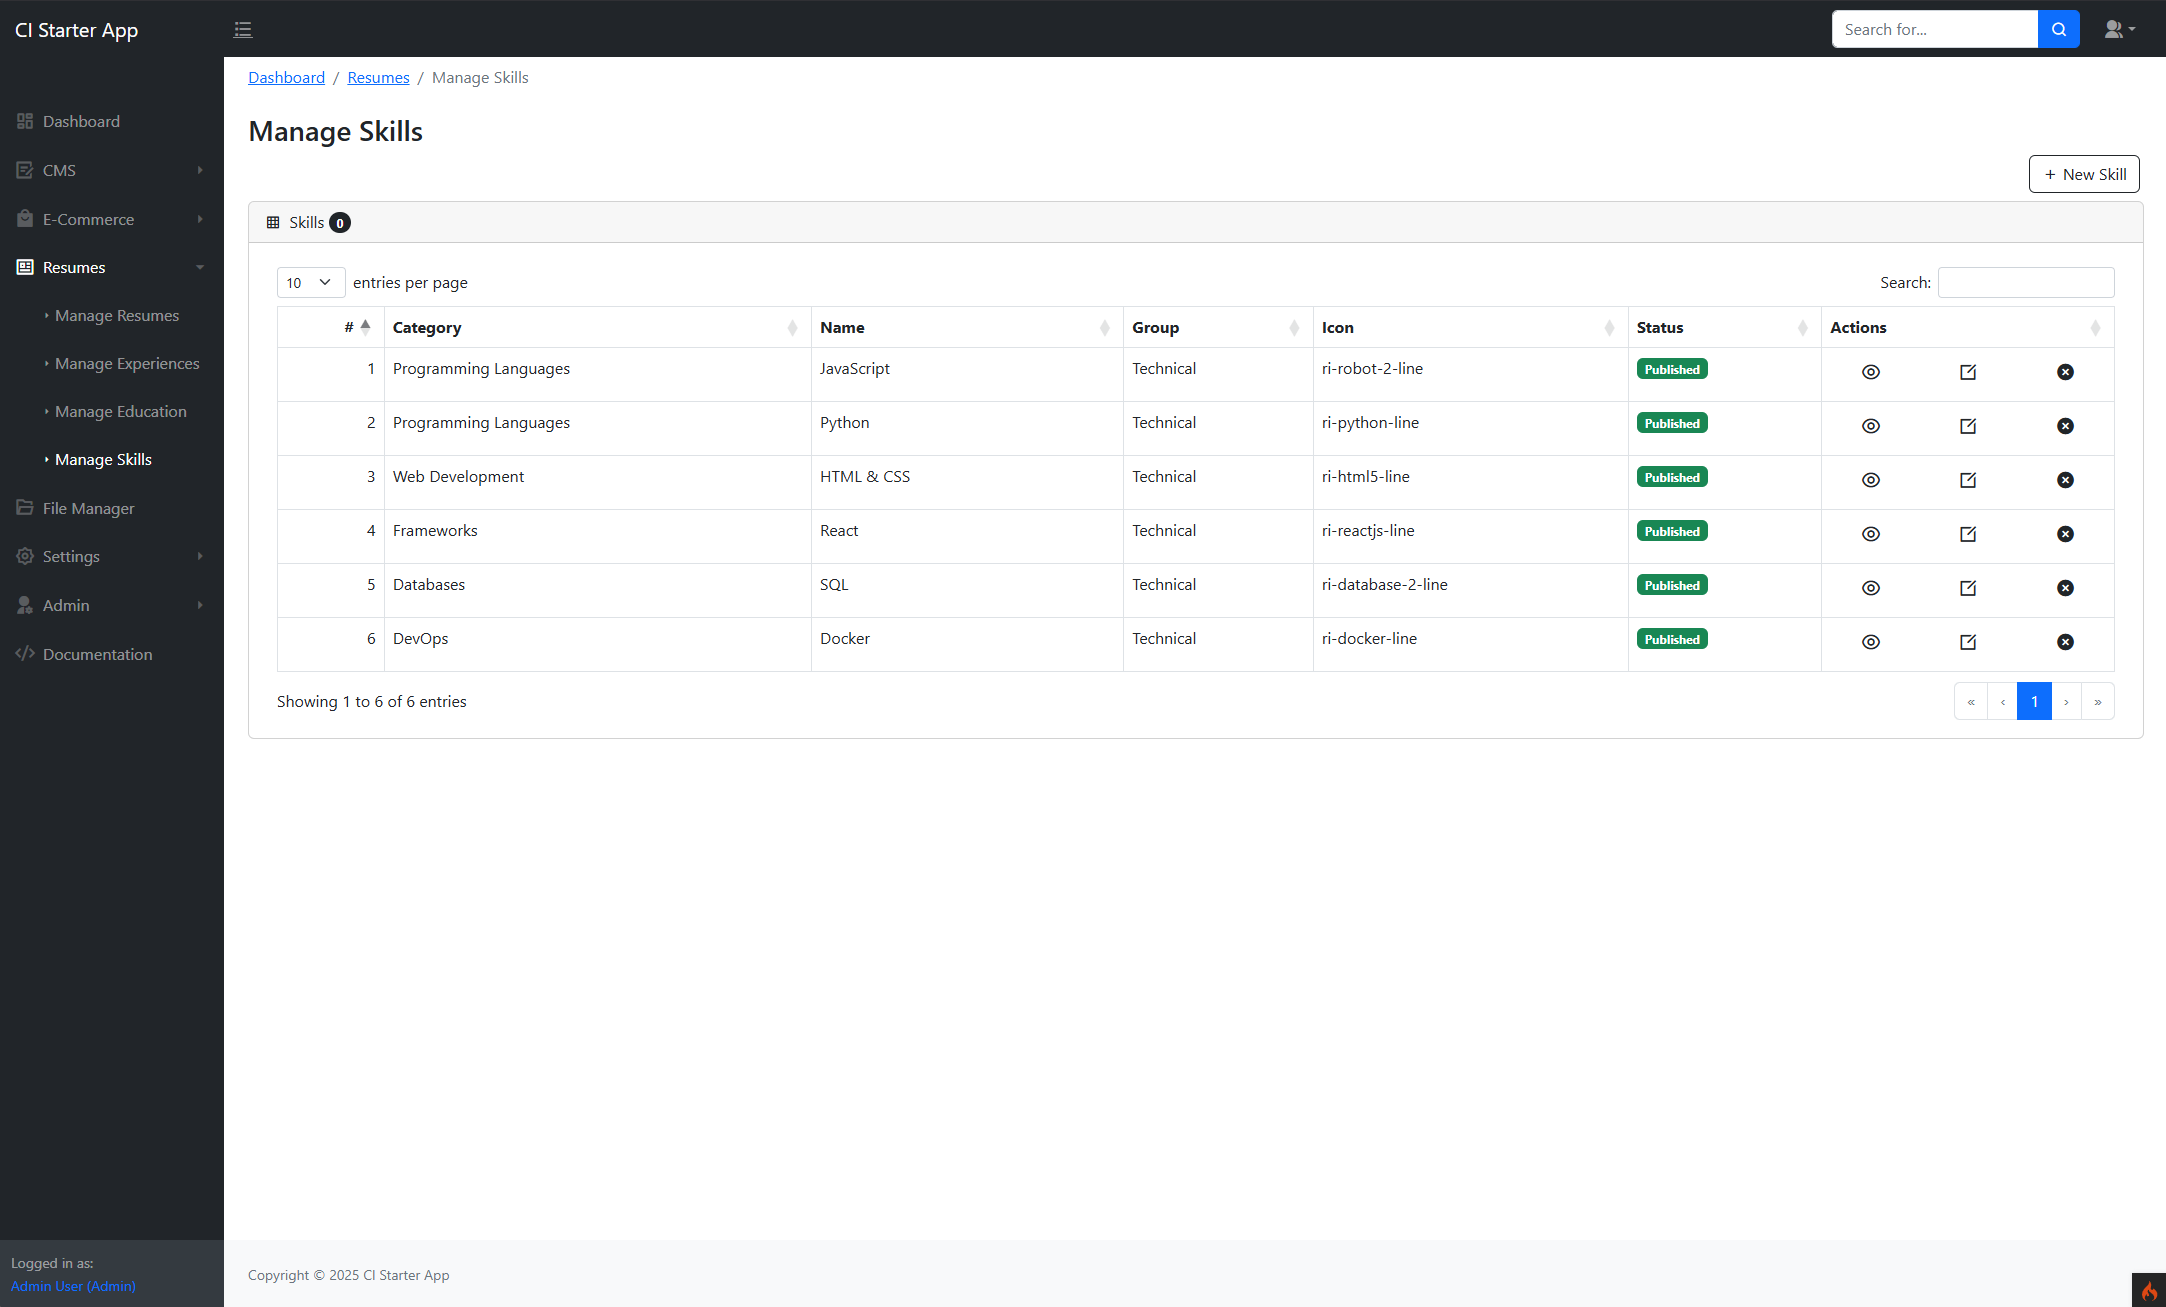 CI Starter App
Search for...
Dashboard / Resumes / Manage Skills
Dashboard
CMS
E-Commerce
Resumes
Manage Resumes
Manage Experiences
Manage Education
Manage Skills
File Manager
Settings
Admin
Documentation
Logged in as:
Admin User (Admin)
Manage Skills
+ New Skill
Skills 0
10 entries per page
Search:
# Category Name Group Icon Status Actions
1 Programming Languages JavaScript Technical ri-robot-2-line Published
2 Programming Languages Python Technical ri-python-line Published
3 Web Development HTML & CSS Technical ri-html5-line Published
4 Frameworks React Technical ri-reactjs-line Published
5 Databases SQL Technical ri-database-2-line Published
6 DevOps Docker Technical ri-docker-line Published
Showing 1 to 6 of 6 entries
« ‹ 1 › »
Copyright © 2025 CI Starter App